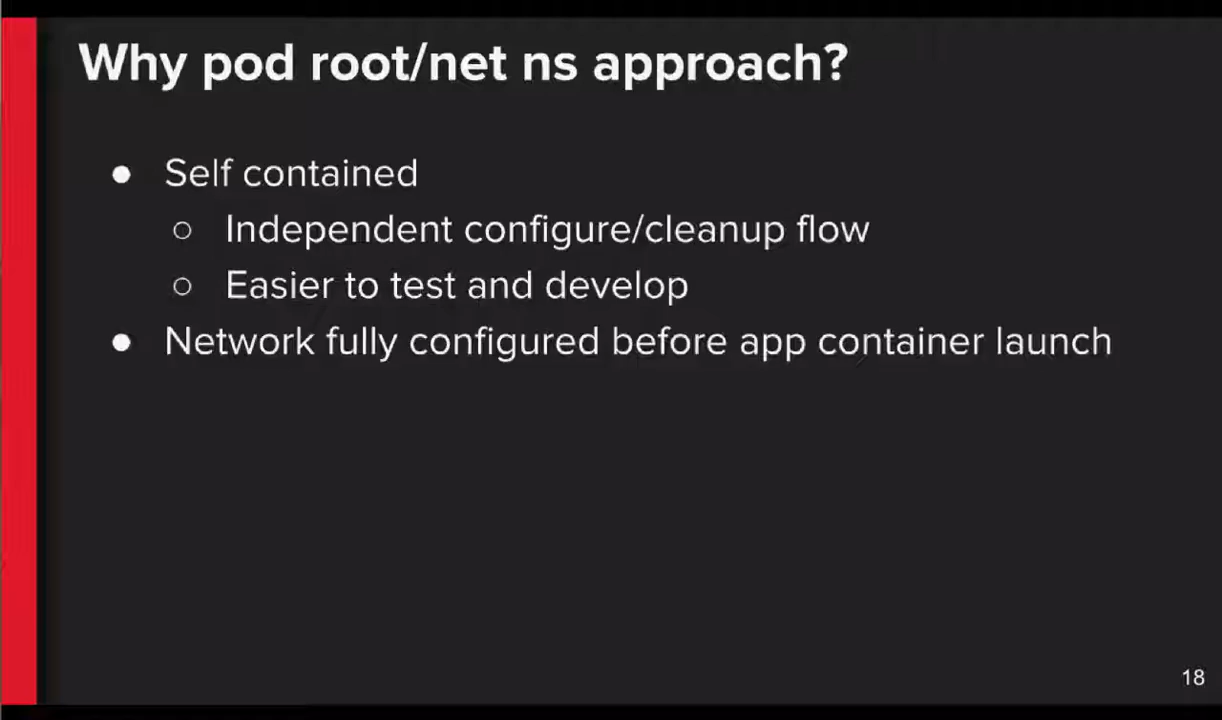 Why pod root/net ns approach?
● Self contained
○ Independent configure/cleanup flow
○ Easier to test and develop
● Network fully configured before app container launch
18